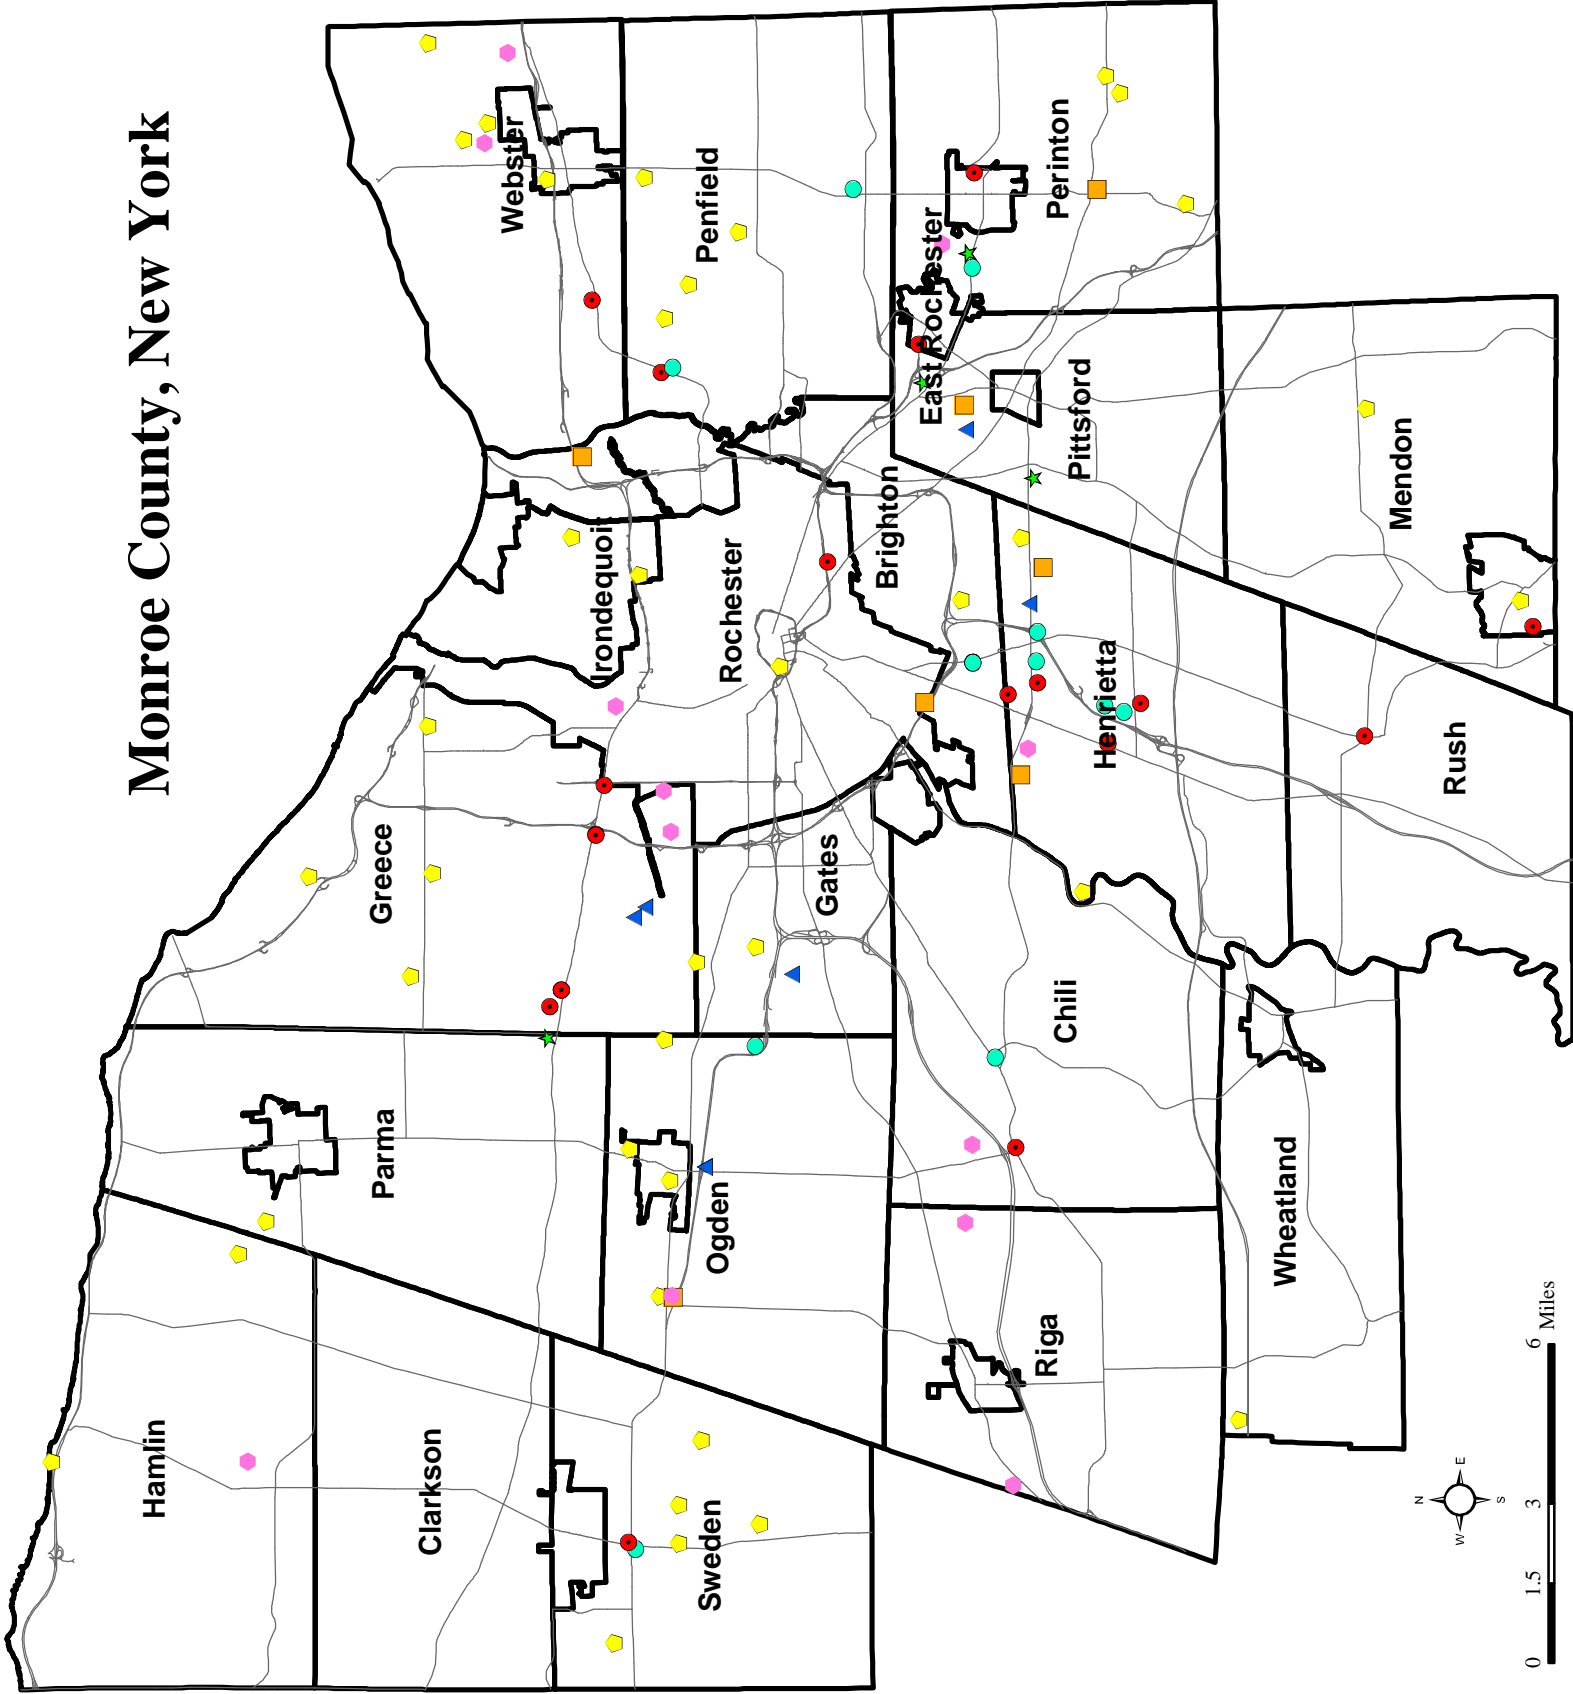 Monroe County, New York
Hamlin
Parma
Greece
Irondequoit
Webster
Clarkson
Sweden
Ogden
Gates
Rochester
Penfield
Brighton
East Rochester
Perinton
Riga
Chili
Henrietta
Pittsford
Wheatland
Rush
Mendon
N
W
E
S
0
1.5
3
6
Miles